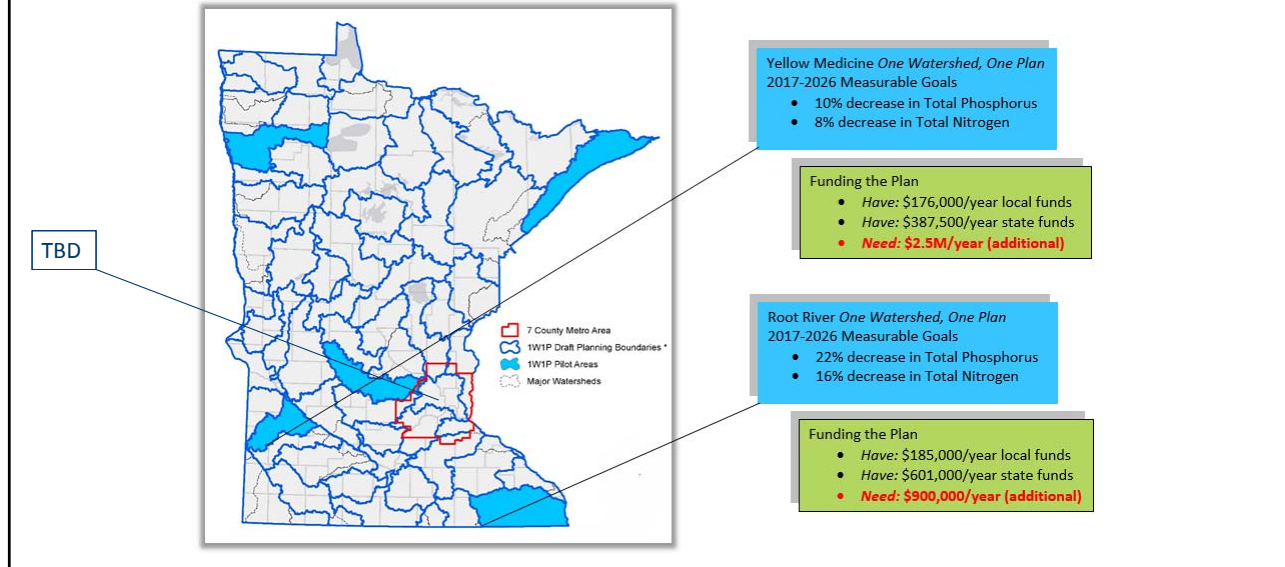 TBD
7 County Metro Area
1W1P Draft Planning Boundaries *
1W1P Pilot Areas
Major Watersheds
Yellow Medicine One Watershed, One Plan
2017-2026 Measurable Goals
• 10% decrease in Total Phosphorus
• 8% decrease in Total Nitrogen
Funding the Plan
• Have: $176,000/year local funds
• Have: $387,500/year state funds
• Need: $2.5M/year (additional)
Root River One Watershed, One Plan
2017-2026 Measurable Goals
• 22% decrease in Total Phosphorus
• 16% decrease in Total Nitrogen
Funding the Plan
• Have: $185,000/year local funds
• Have: $601,000/year state funds
• Need: $900,000/year (additional)